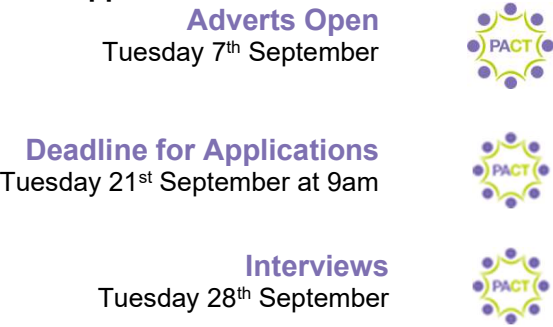 Adverts Open
Tuesday 7th September
PACT
Deadline for Applications
Tuesday 21st September at 9am
PACT
Interviews
Tuesday 28th September
PACT